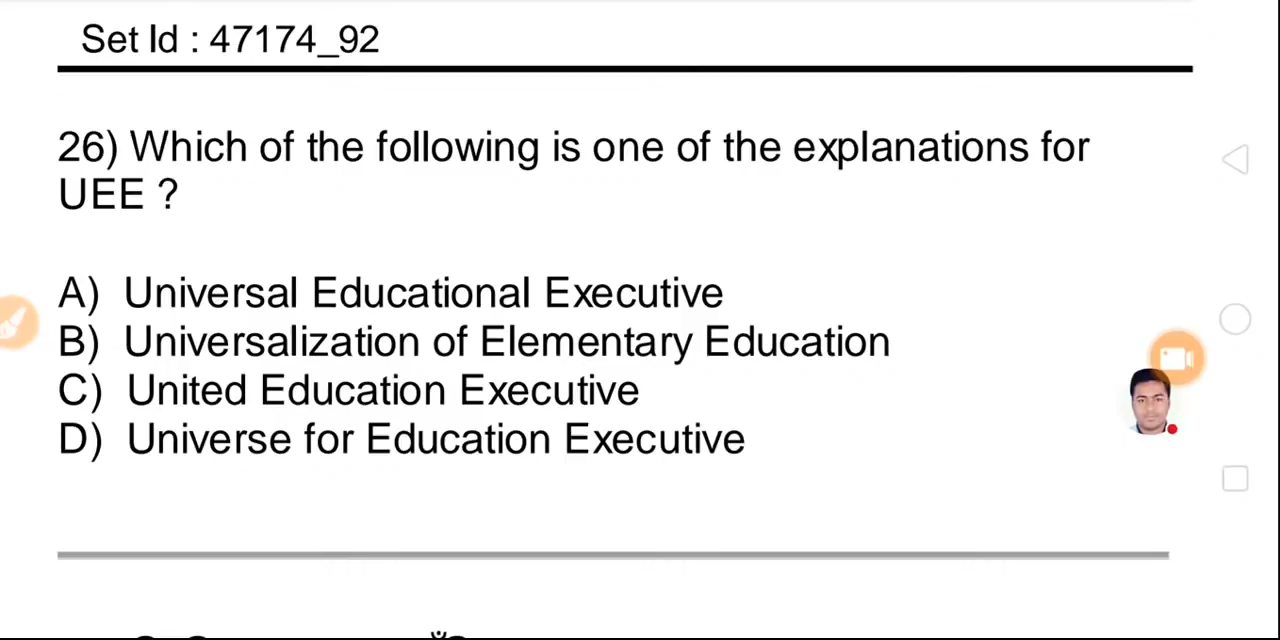 Set Id : 47174_92
26) Which of the following is one of the explanations for
UEE ?
A) Universal Educational Executive
B) Universalization of Elementary Education
C) United Education Executive
D) Universe for Education Executive